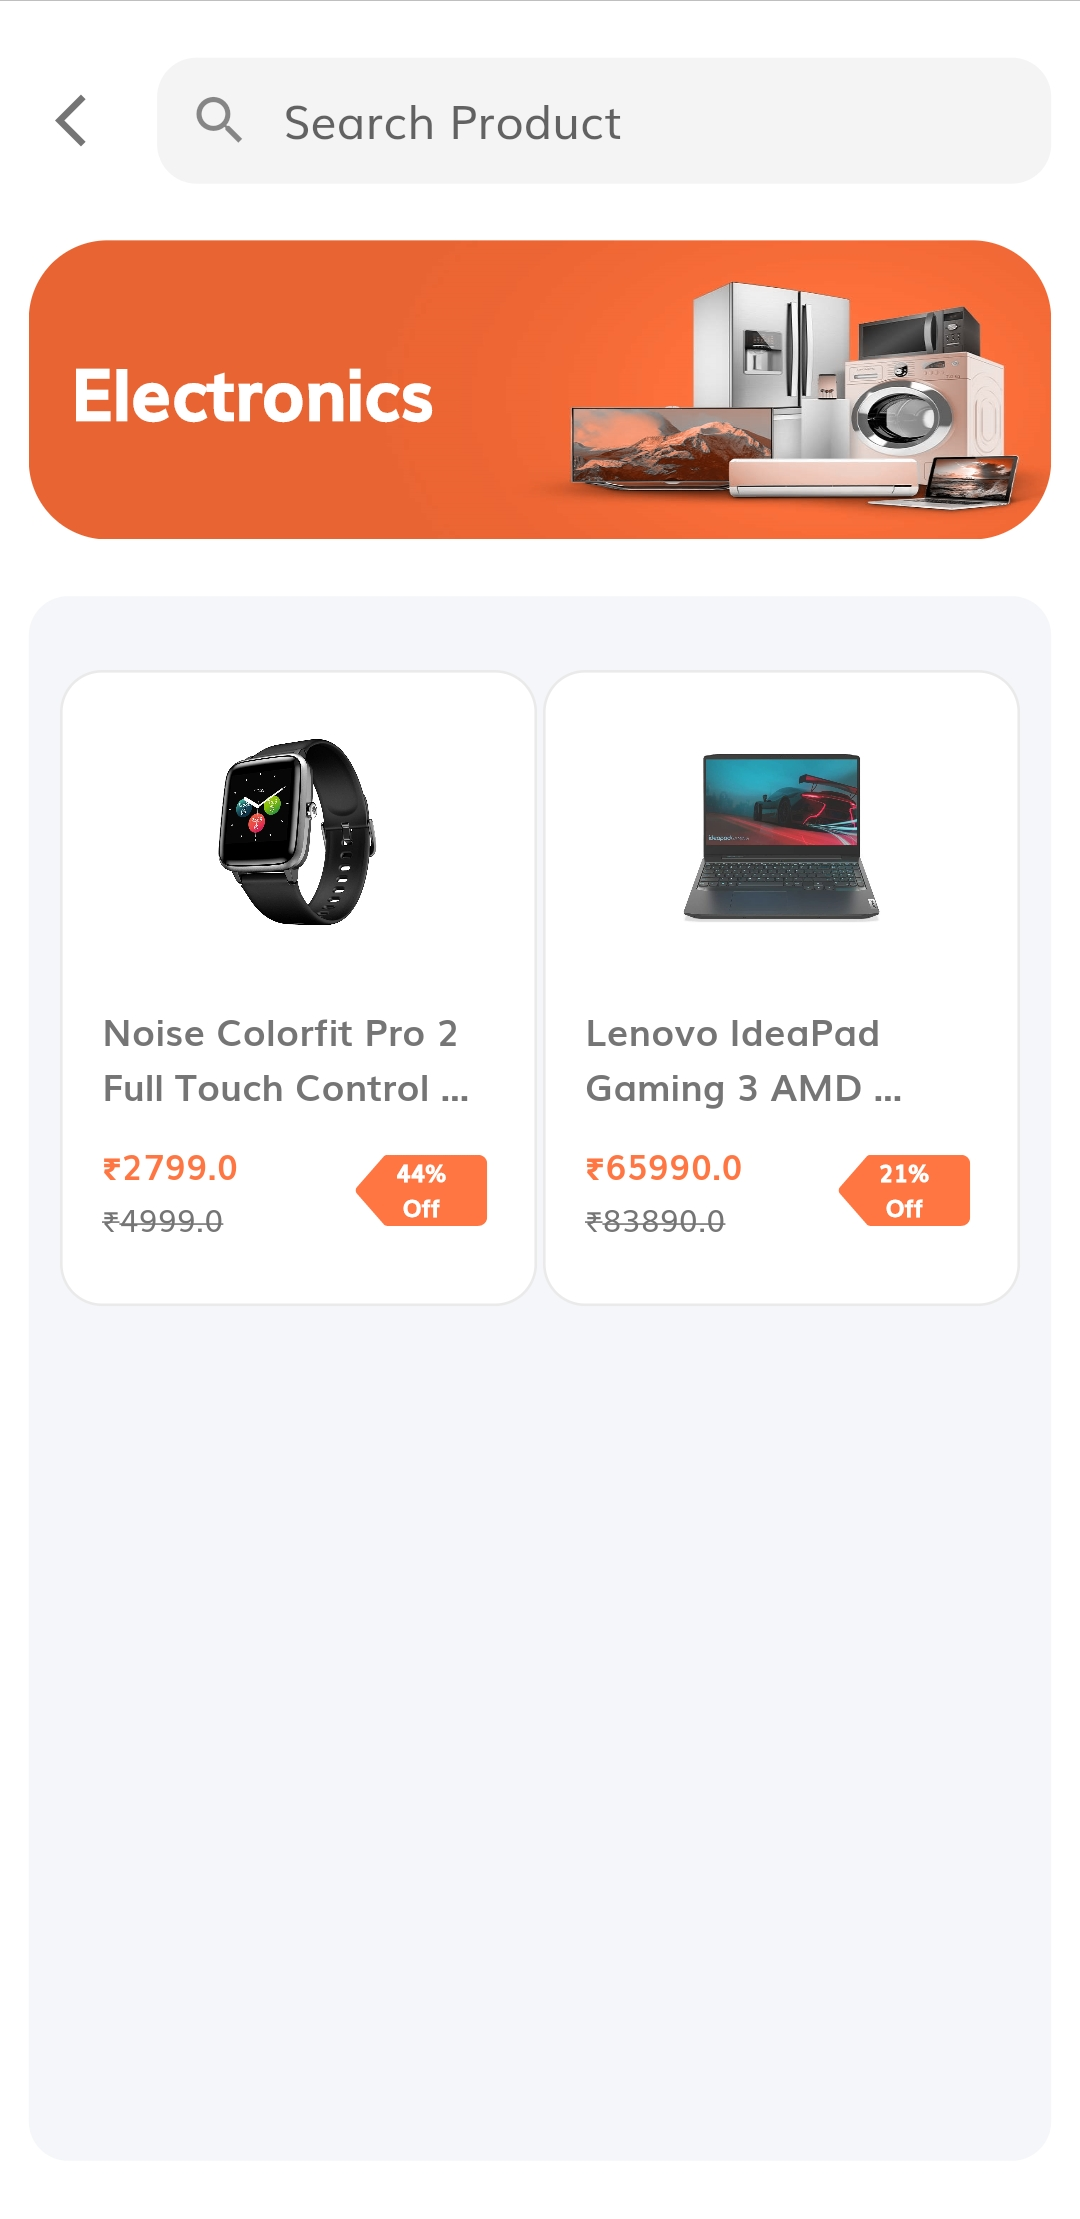 Search Product
Electronics
Noise Colorfit Pro 2
Full Touch Control ...
₹2799.0
₹4999.0
44%
Off
Lenovo IdeaPad
Gaming 3 AMD ...
₹65990.0
₹83890.0
21%
Off